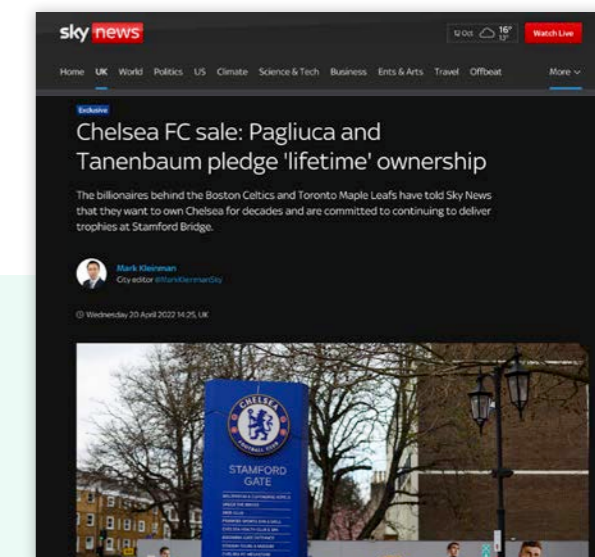 sky news
12 Oct 16° 13° Watch Live
Home UK World Politics US Climate Science & Tech Business Ents & Arts Travel Offbeat More
Exclusive
Chelsea FC sale: Pagliuca and
Tanenbaum pledge 'lifetime' ownership
The billionaires behind the Boston Celtics and Toronto Maple Leafs have told Sky News
that they want to own Chelsea for decades and are committed to continuing to deliver
trophies at Stamford Bridge.
Mark Kleinman
City editor @MarkKleinmanSky
Wednesday 20 April 2022 14:25, UK
CHELSEA
FOOTBALL CLUB
STAMFORD
GATE